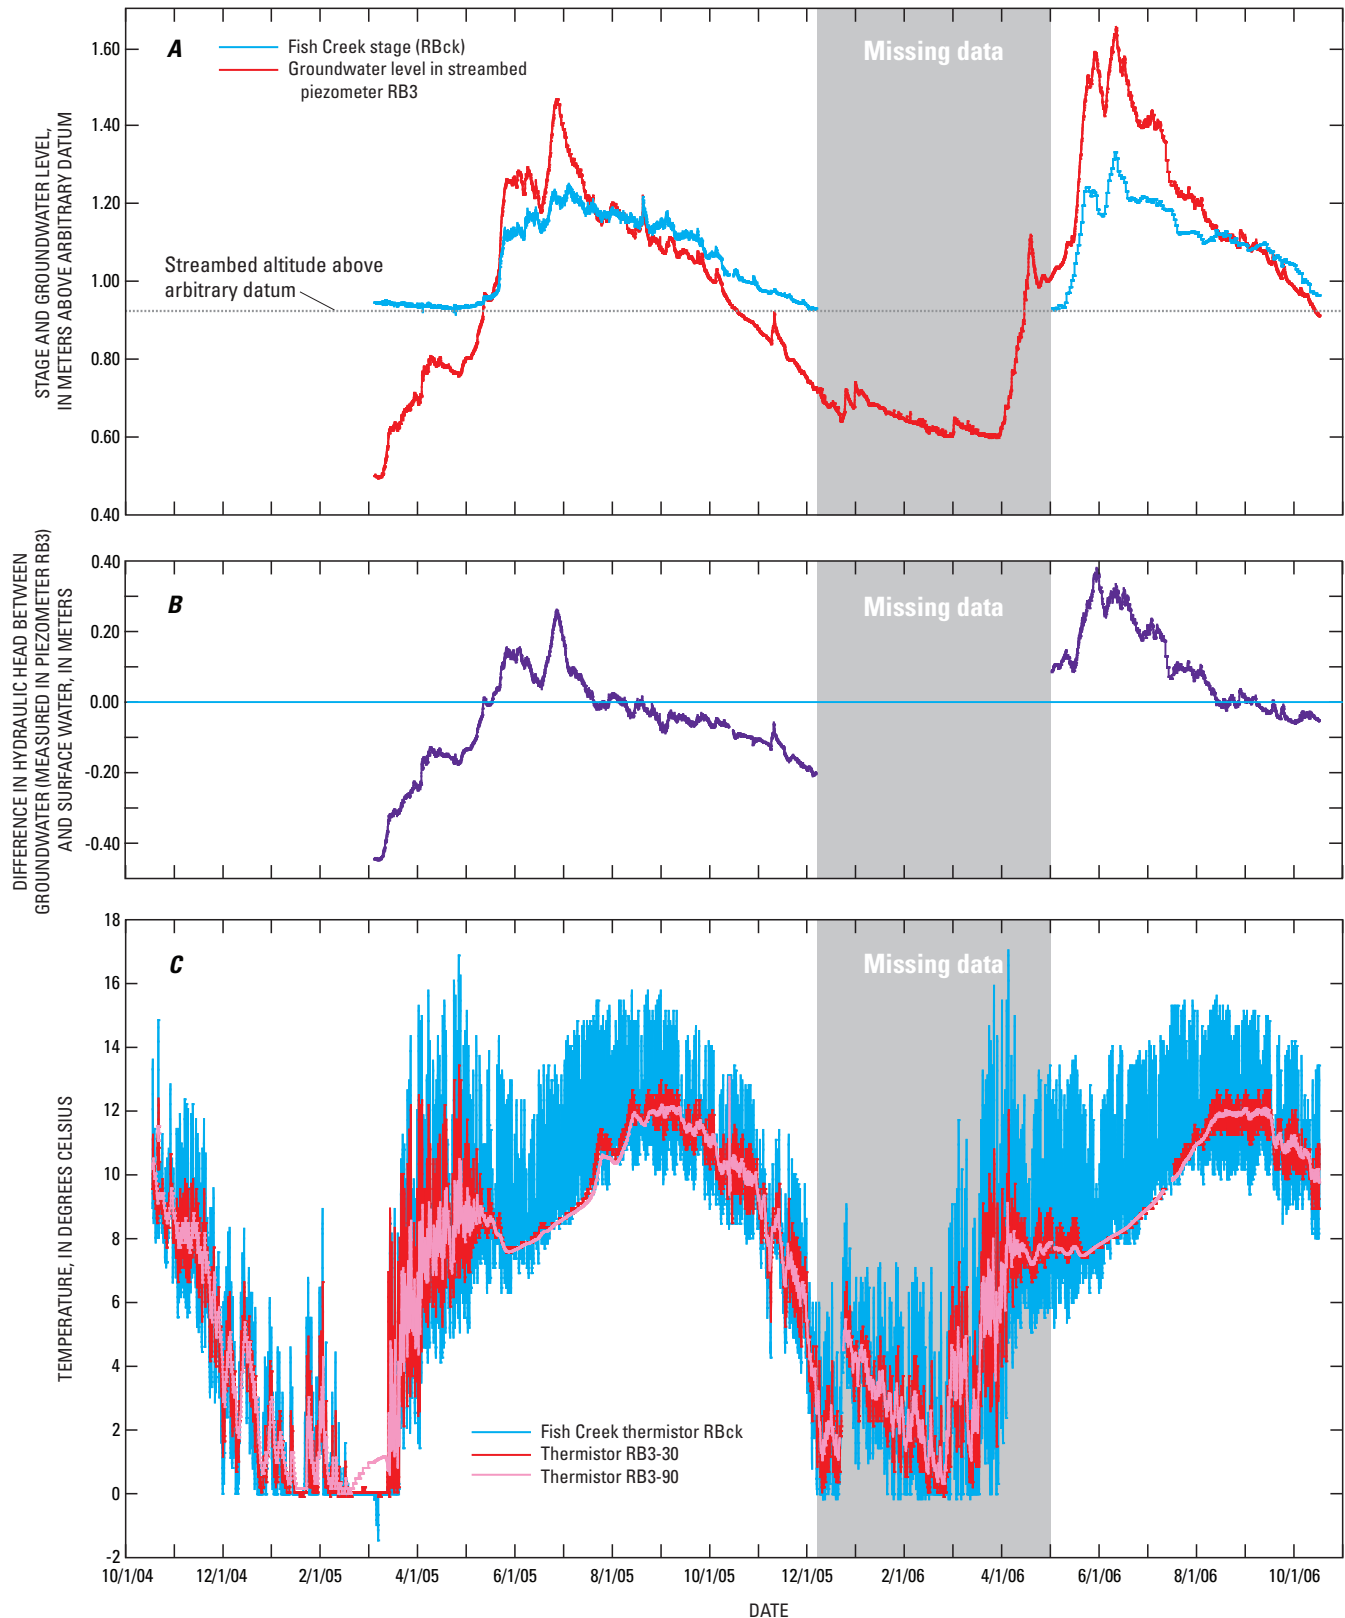 STAGE AND GROUNDWATER LEVEL,
IN METERS ABOVE ARBITRARY DATUM
1.60
1.40
1.20
1.00
0.80
0.60
0.40
A
Fish Creek stage (RBck)
Groundwater level in streambed
piezometer RB3
Missing data
Streambed altitude above
arbitrary datum
DIFFERENCE IN HYDRAULIC HEAD BETWEEN
GROUNDWATER (MEASURED IN PIEZOMETER RB3)
AND SURFACE WATER, IN METERS
0.40
0.20
0.00
-0.20
-0.40
B
Missing data
TEMPERATURE, IN DEGREES CELSIUS
18
16
14
12
10
8
6
4
2
0
-2
C
Missing data
Fish Creek thermistor RBck
Thermistor RB3-30
Thermistor RB3-90
10/1/04 12/1/04 2/1/05 4/1/05 6/1/05 8/1/05 10/1/05 12/1/05 2/1/06 4/1/06 6/1/06 8/1/06 10/1/06
DATE